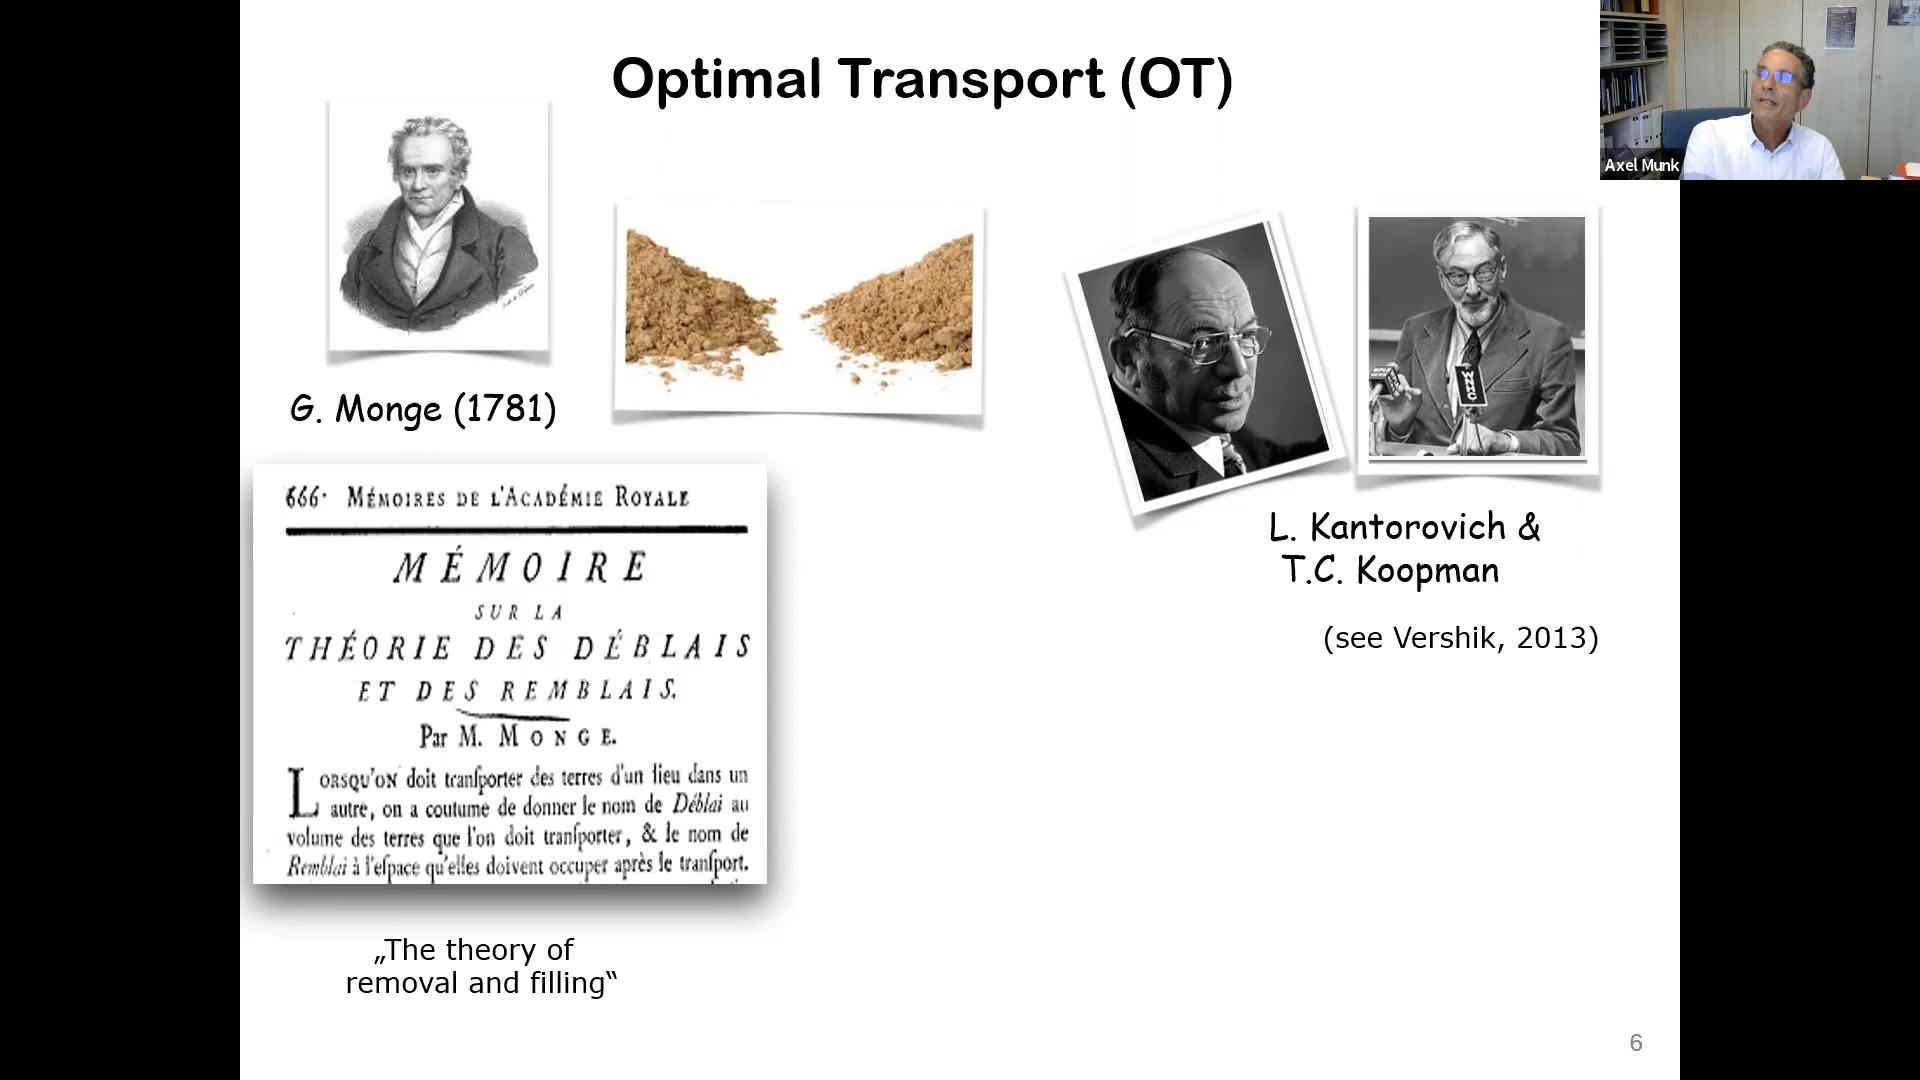 Optimal Transport (OT)
Axel Munk
G. Monge (1781)
666· MÉMOIRES DE L'ACADÉMIE ROYALE
MÉMOIRE
SUR LA
THÉORIE DES DÉBLAIS
ET DES REMBLAIS.
Par M. MONGE.
LORSQU'ON doit tranſporter des terres d'un lieu dans un
autre, on a coutume de donner le nom de Déblai au
volume des terres que l'on doit tranſporter, & le nom de
Remblai à l'eſpace qu'elles doivent occuper après le tranſport.
„The theory of
removal and filling“
L. Kantorovich &
T.C. Koopman
(see Vershik, 2013)
6